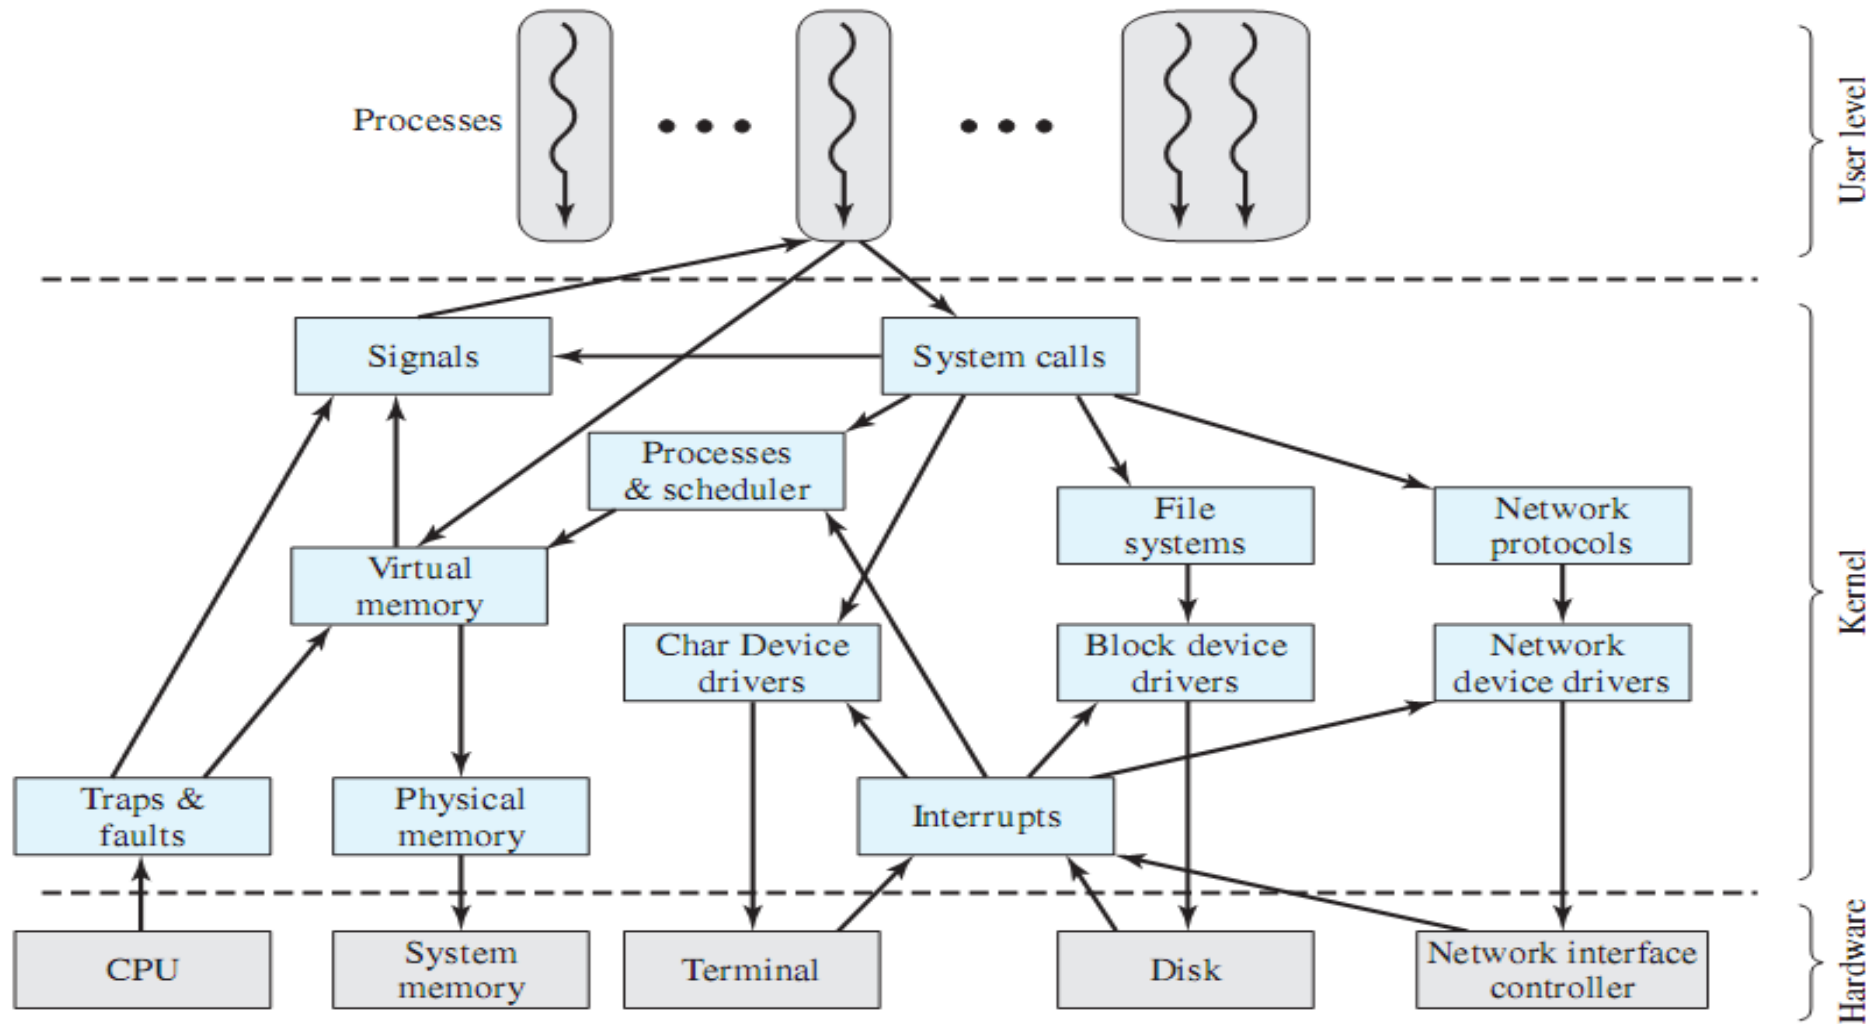 Processes
User level
Signals
System calls
Processes
& scheduler
File
systems
Network
protocols
Virtual
memory
Kernel
Char Device
drivers
Block device
drivers
Network
device drivers
Traps &
faults
Physical
memory
Interrupts
CPU
System
memory
Terminal
Disk
Network interface
controller
Hardware